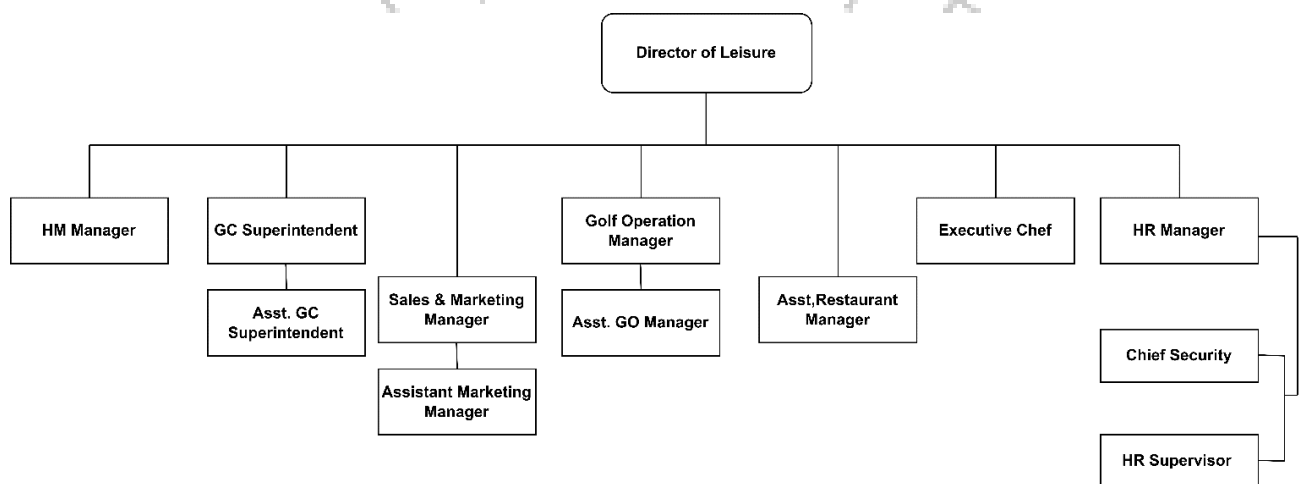 Director of Leisure
HM Manager
GC Superintendent
Golf Operation
Manager
Executive Chef
HR Manager
Asst. GC
Superintendent
Sales & Marketing
Manager
Asst. GO Manager
Asst,Restaurant
Manager
Chief Security
Assistant Marketing
Manager
HR Supervisor